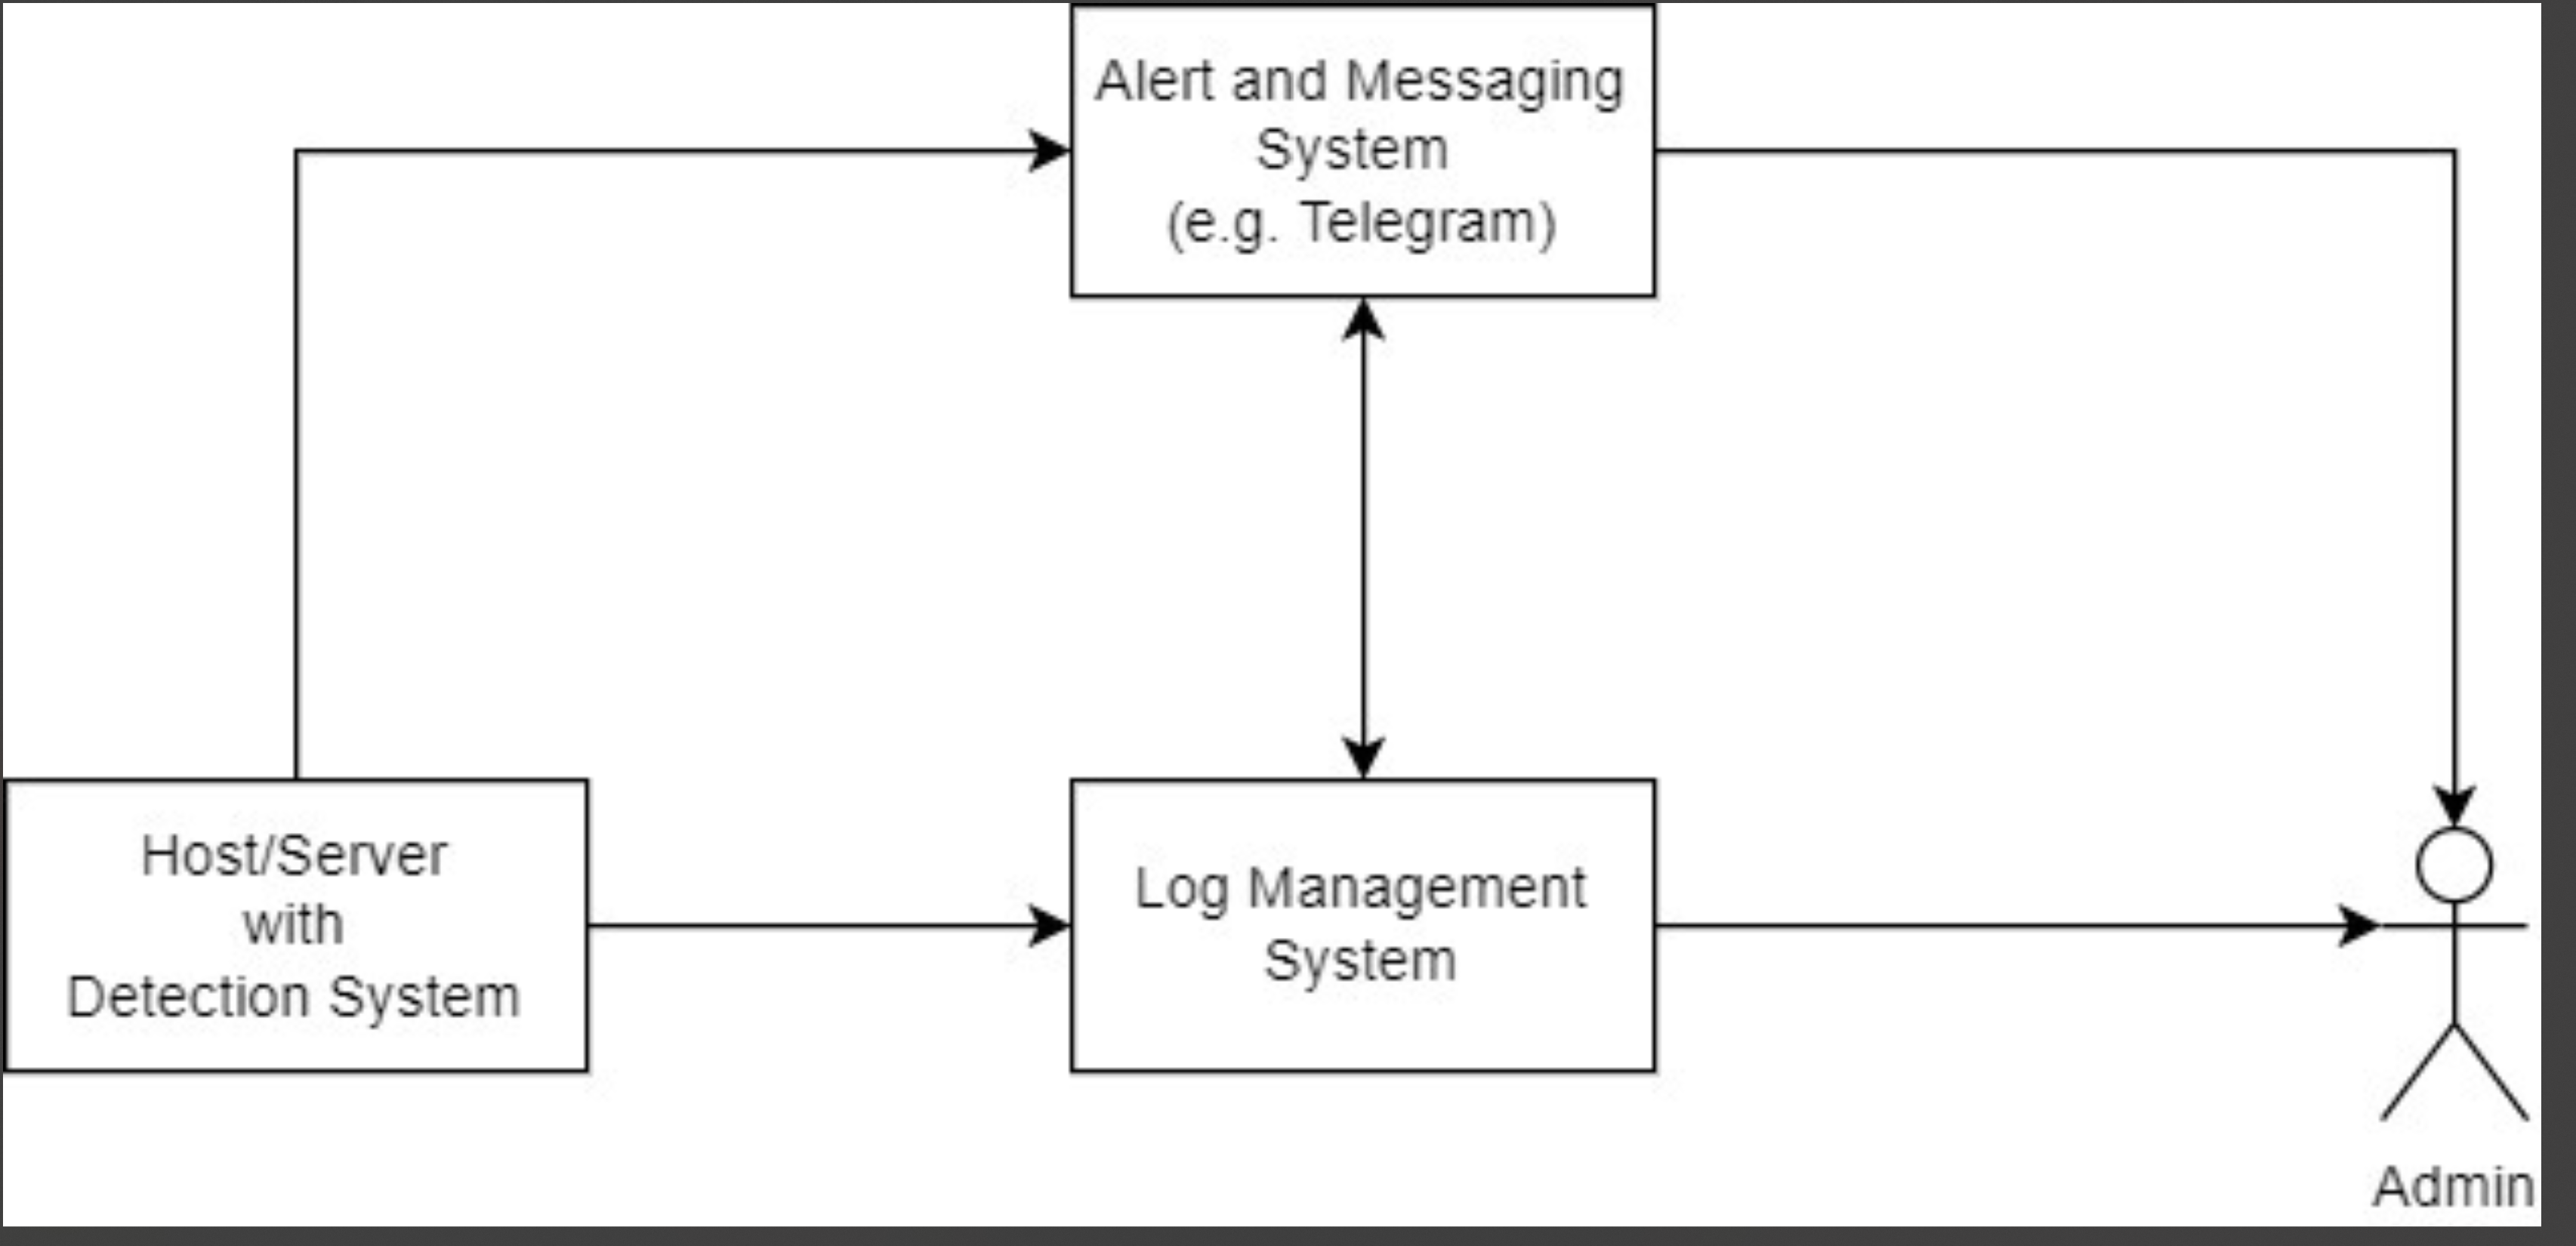 Alert and Messaging
System
(e.g. Telegram)
Host/Server
with
Detection System
Log Management
System
Admin